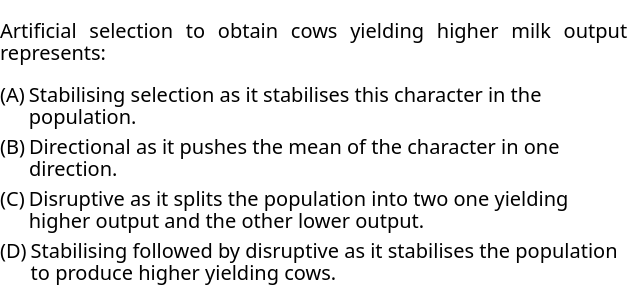 Artificial selection to obtain cows yielding higher milk output
represents:
(A) Stabilising selection as it stabilises this character in the
population.
(B) Directional as it pushes the mean of the character in one
direction.
(C) Disruptive as it splits the population into two one yielding
higher output and the other lower output.
(D) Stabilising followed by disruptive as it stabilises the population
to produce higher yielding cows.